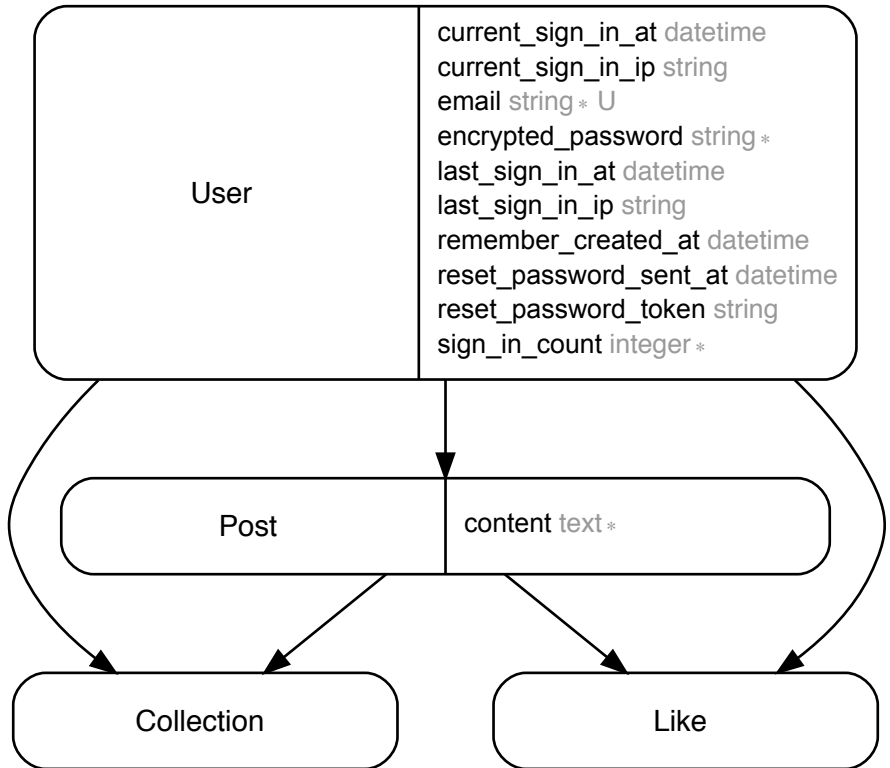 User
current_sign_in_at datetime
current_sign_in_ip string
email string * U
encrypted_password string *
last_sign_in_at datetime
last_sign_in_ip string
remember_created_at datetime
reset_password_sent_at datetime
reset_password_token string
sign_in_count integer *
Post
content text *
Collection
Like